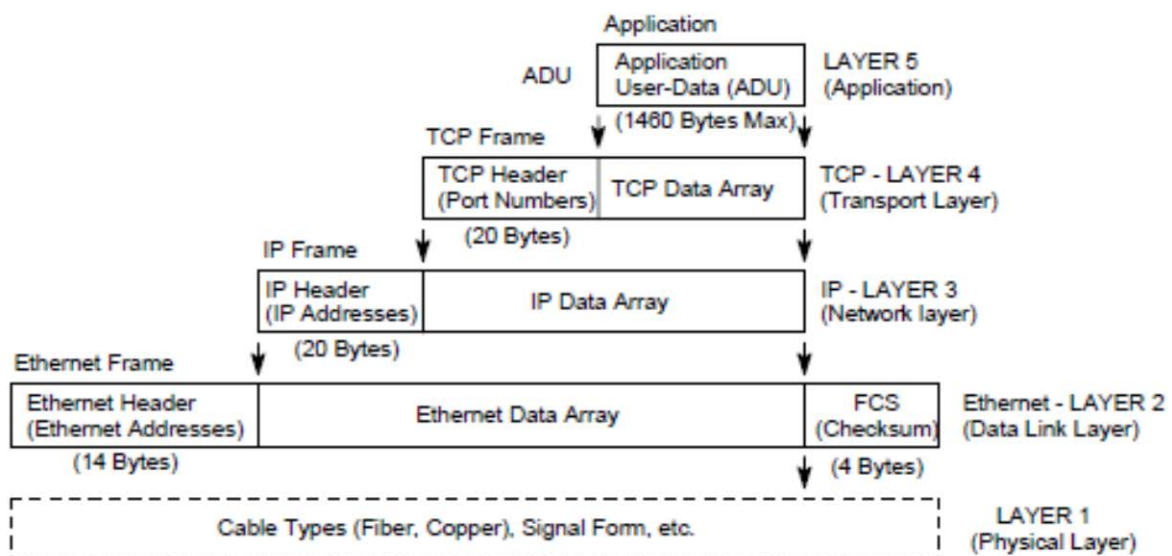 Application
ADU
Application
User-Data (ADU)
LAYER 5
(Application)
(1460 Bytes Max)
TCP Frame
TCP Header
(Port Numbers)
TCP Data Array
TCP - LAYER 4
(Transport Layer)
(20 Bytes)
IP Frame
IP Header
(IP Addresses)
IP Data Array
IP - LAYER 3
(Network layer)
(20 Bytes)
Ethernet Frame
Ethernet Header
(Ethernet Addresses)
Ethernet Data Array
FCS
(Checksum)
Ethernet - LAYER 2
(Data Link Layer)
(14 Bytes)
(4 Bytes)
Cable Types (Fiber, Copper), Signal Form, etc.
LAYER 1
(Physical Layer)